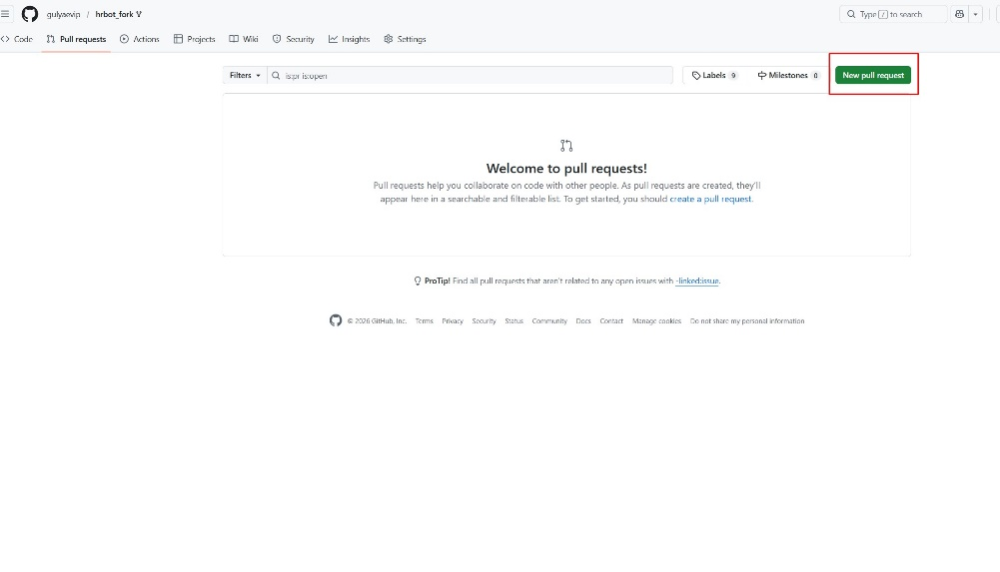 gulyaevip / hrbot_fork
Type / to search
Code Pull requests Actions Projects Wiki Security Insights Settings
Filters is:pr is:open Labels 9 Milestones 0 New pull request
Welcome to pull requests!
Pull requests help you collaborate on code with other people. As pull requests are created, they'll
appear here in a searchable and filterable list. To get started, you should create a pull request.
ProTip! Find all pull requests that aren't related to any open issues with -linked:issue.
© 2026 GitHub, Inc. Terms Privacy Security Status Community Docs Contact Manage cookies Do not share my personal information